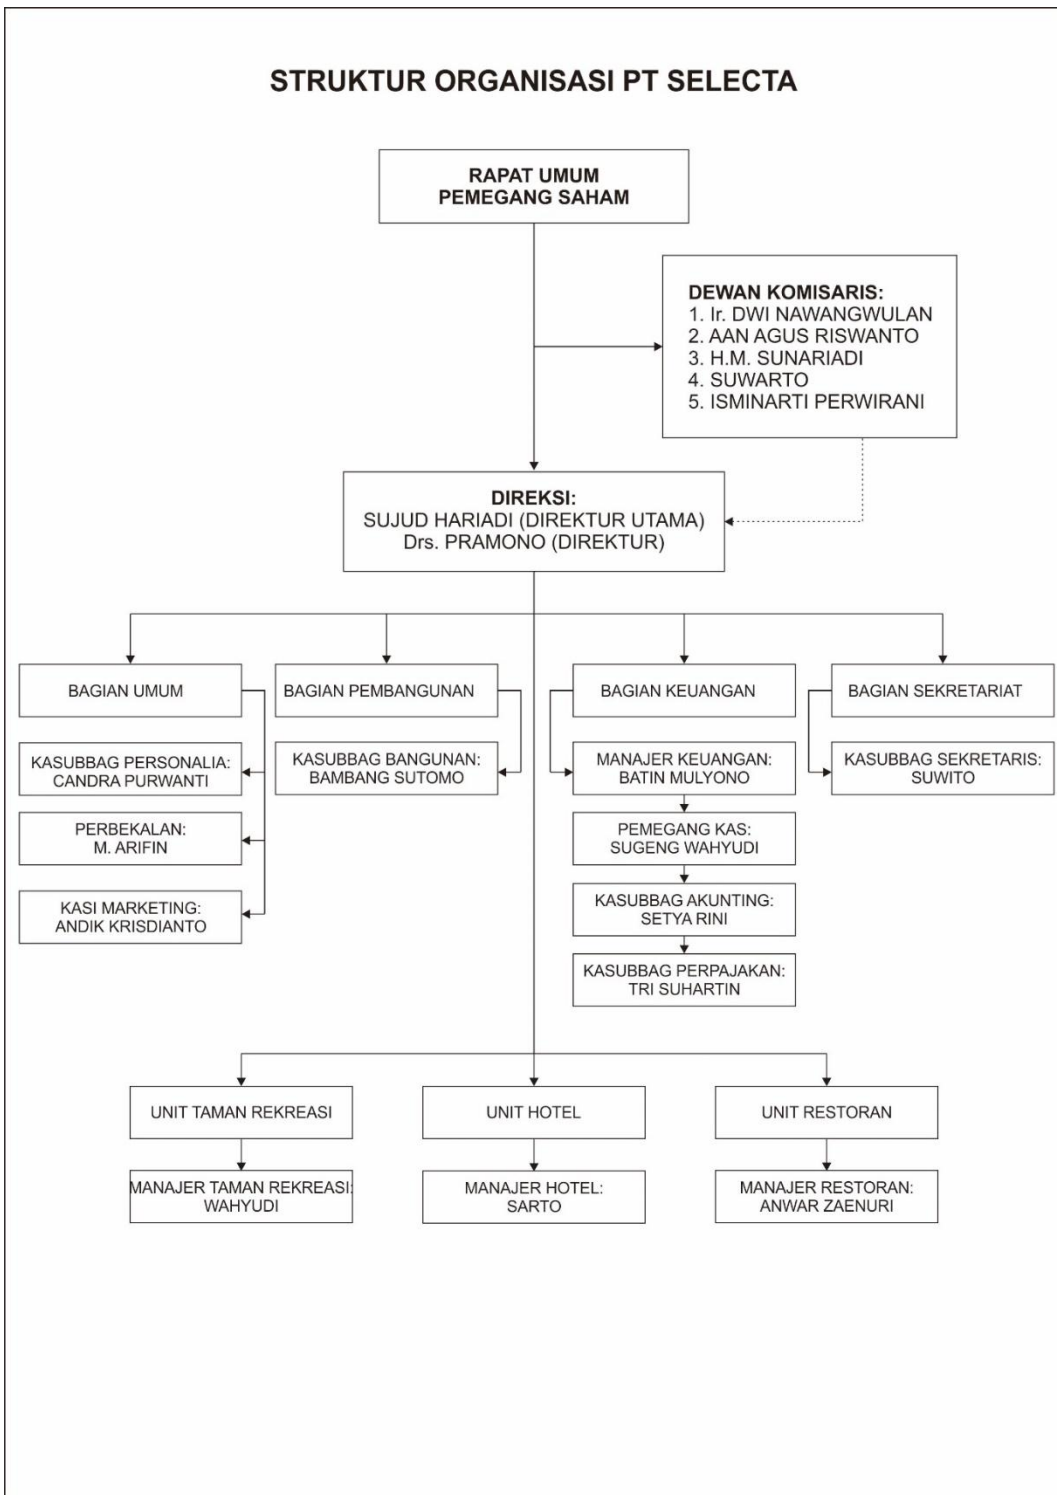 STRUKTUR ORGANISASI PT SELECTA
RAPAT UMUM
PEMEGANG SAHAM
DEWAN KOMISARIS:
1. Ir. DWI NAWANGWULAN
2. AAN AGUS RISWANTO
3. H.M. SUNARIADI
4. SUWARTO
5. ISMINARTI PERWIRANI
DIREKSI:
SUJUD HARIADI (DIREKTUR UTAMA)
Drs. PRAMONO (DIREKTUR)
BAGIAN UMUM
KASUBBAG PERSONALIA:
CANDRA PURWANTI
PERBEKALAN:
M. ARIFIN
KASI MARKETING:
ANDIK KRISDIANTO
BAGIAN PEMBANGUNAN
KASUBBAG BANGUNAN:
BAMBANG SUTOMO
BAGIAN KEUANGAN
MANAJER KEUANGAN:
BATIN MULYONO
PEMEGANG KAS:
SUGENG WAHYUDI
KASUBBAG AKUNTING:
SETYA RINI
KASUBBAG PERPAJAKAN:
TRI SUHARTIN
BAGIAN SEKRETARIAT
KASUBBAG SEKRETARIS:
SUWITO
UNIT TAMAN REKREASI
MANAJER TAMAN REKREASI:
WAHYUDI
UNIT HOTEL
MANAJER HOTEL:
SARTO
UNIT RESTORAN
MANAJER RESTORAN:
ANWAR ZAENURI